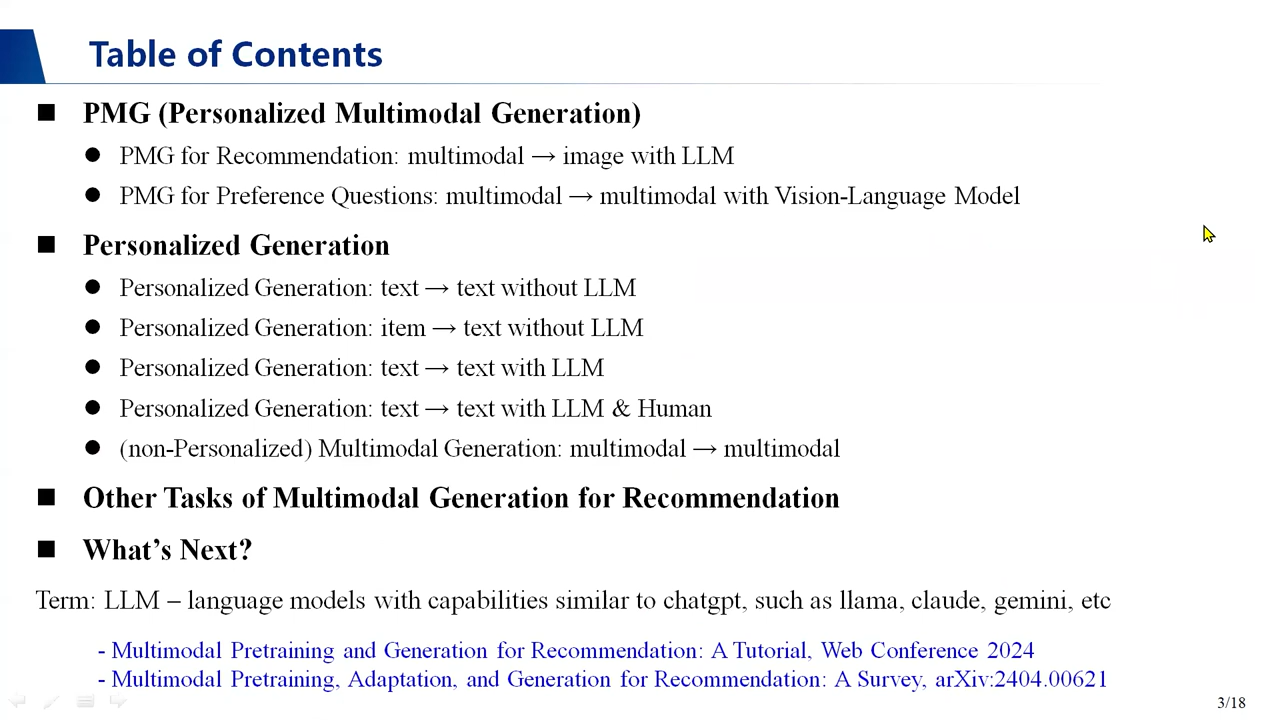 Table of Contents
PMG (Personalized Multimodal Generation)
PMG for Recommendation: multimodal → image with LLM
PMG for Preference Questions: multimodal → multimodal with Vision-Language Model
Personalized Generation
Personalized Generation: text → text without LLM
Personalized Generation: item → text without LLM
Personalized Generation: text → text with LLM
Personalized Generation: text → text with LLM & Human
(non-Personalized) Multimodal Generation: multimodal → multimodal
Other Tasks of Multimodal Generation for Recommendation
What's Next?
Term: LLM – language models with capabilities similar to chatgpt, such as llama, claude, gemini, etc
- Multimodal Pretraining and Generation for Recommendation: A Tutorial, Web Conference 2024
- Multimodal Pretraining, Adaptation, and Generation for Recommendation: A Survey, arXiv:2404.00621
3/18